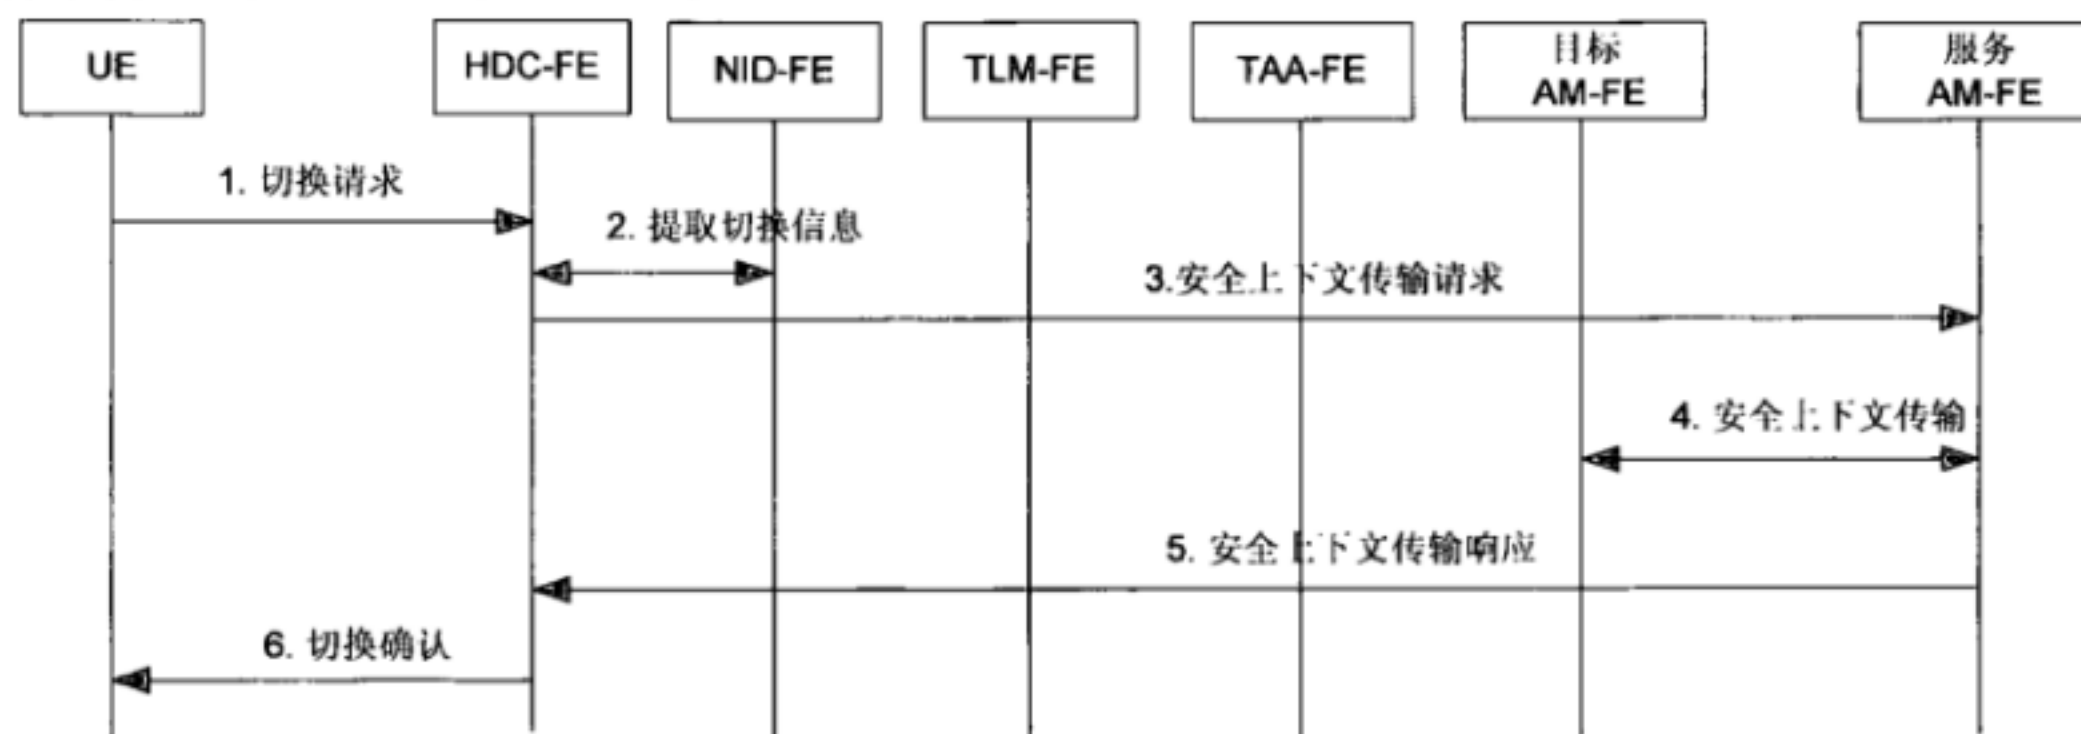 UE
HDC-FE
NID-FE
TLM-FE
TAA-FE
目标
AM-FE
服务
AM-FE
1. 切换请求
2. 提取切换信息
3.安全上下文传输请求
4. 安全上下文传输
5. 安全上下文传输响应
6. 切换确认